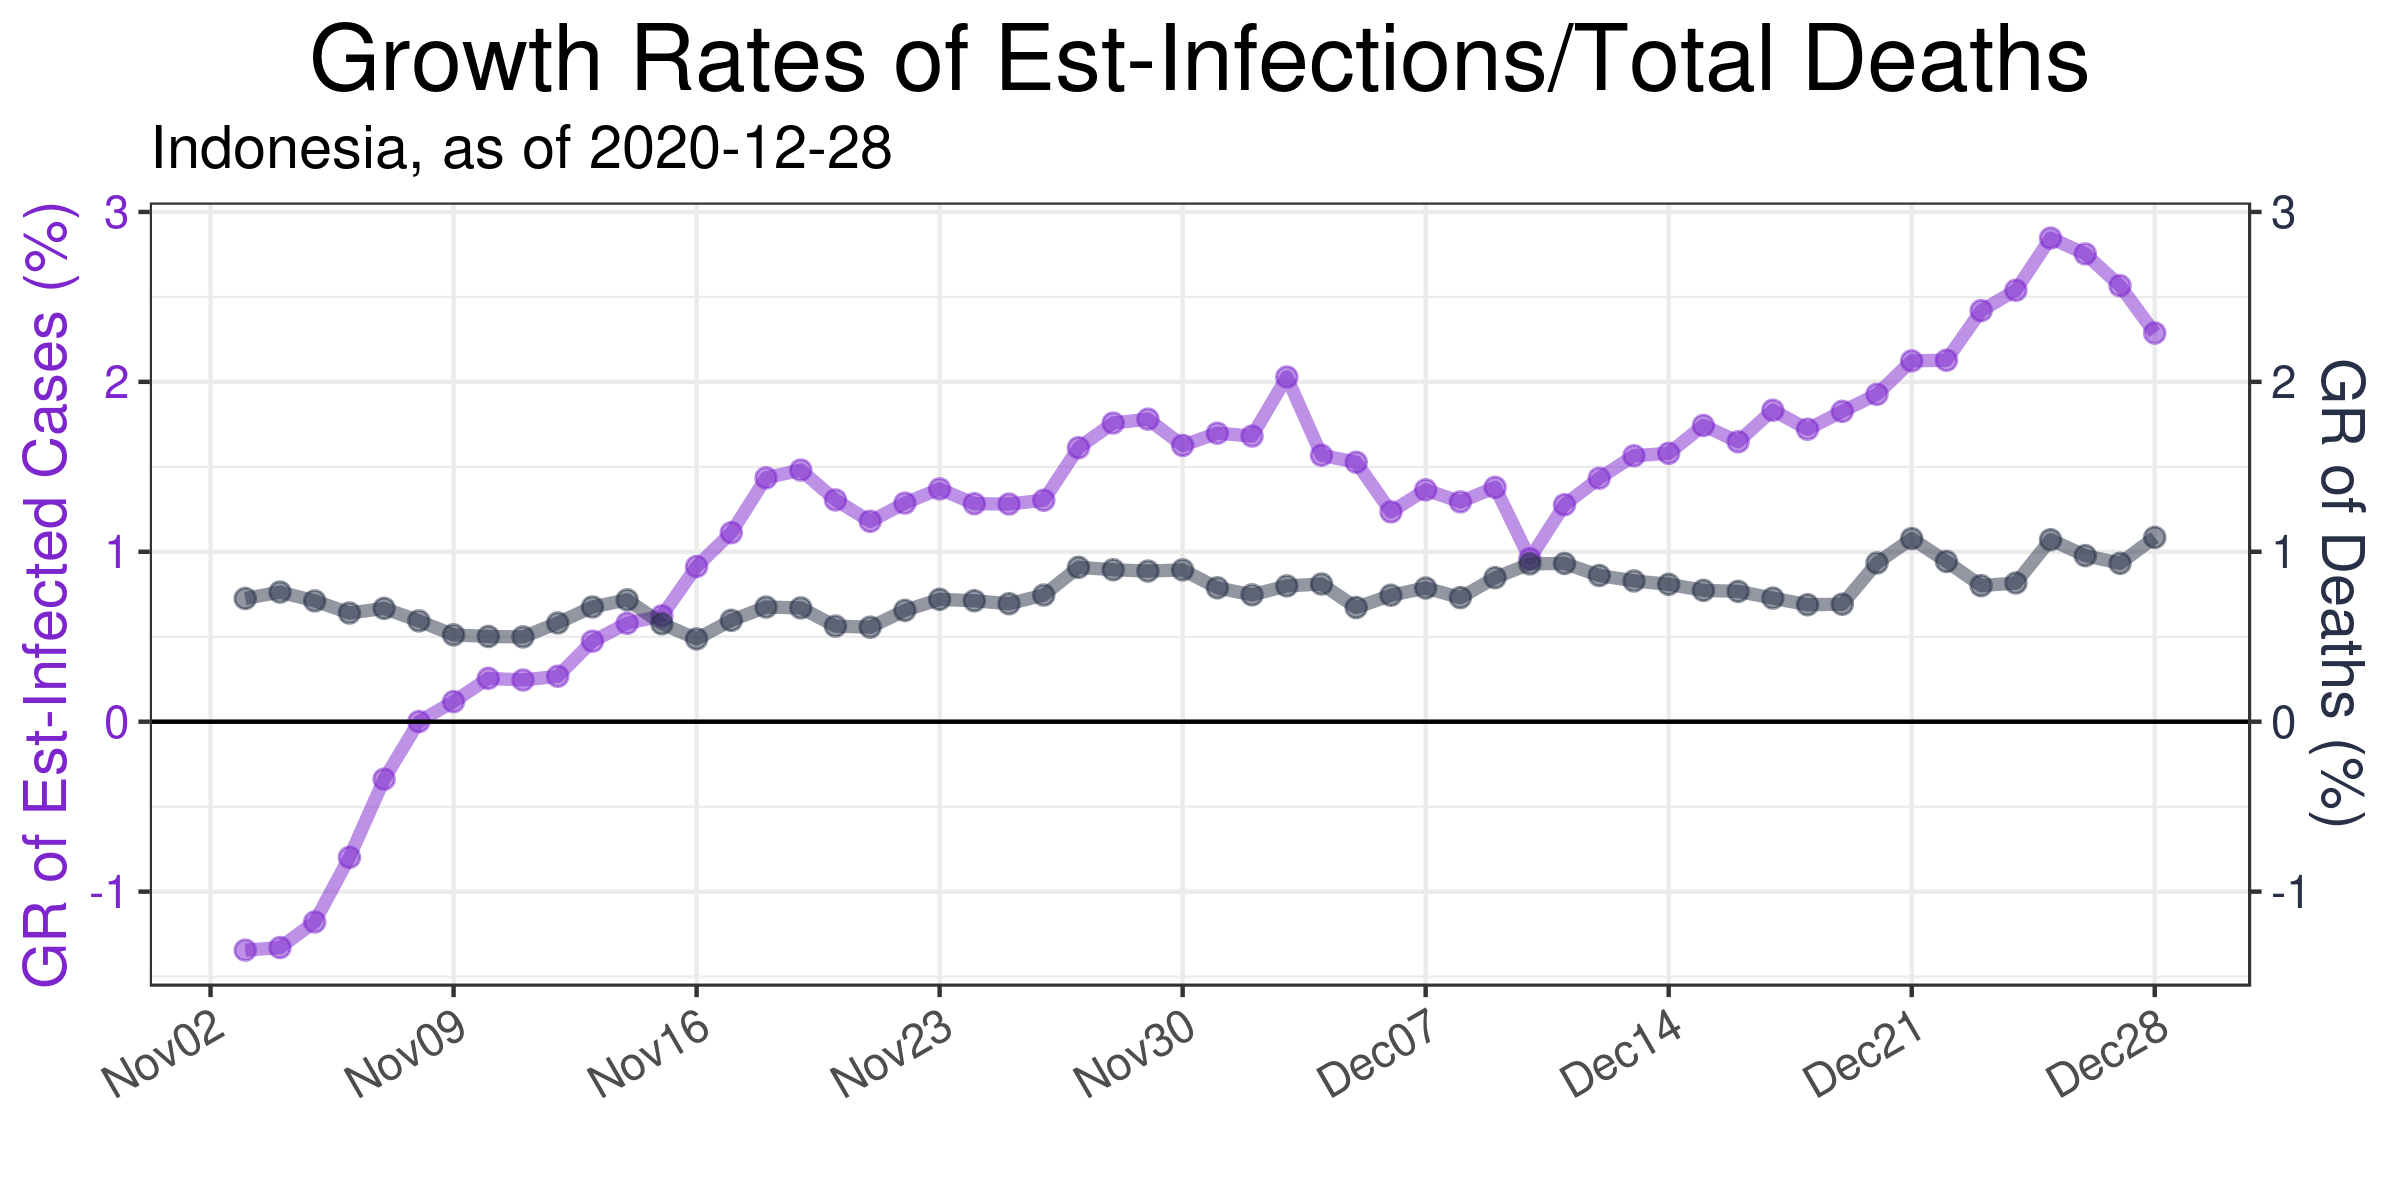 Growth Rates of Est-Infections/Total Deaths
Indonesia, as of 2020-12-28
GR of Est-Infected Cases (%)
3
2
1
0
-1
3
2
1
0
-1
GR of Deaths (%)
Nov02
Nov09
Nov16
Nov23
Nov30
Dec07
Dec14
Dec21
Dec28